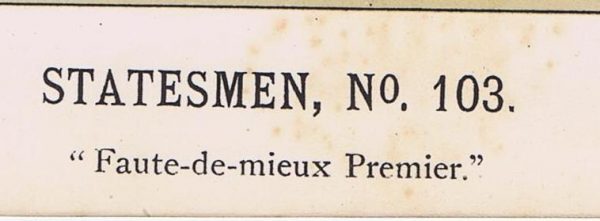 STATESMEN, No. 103.
“Faute-de-mieux Premier.”